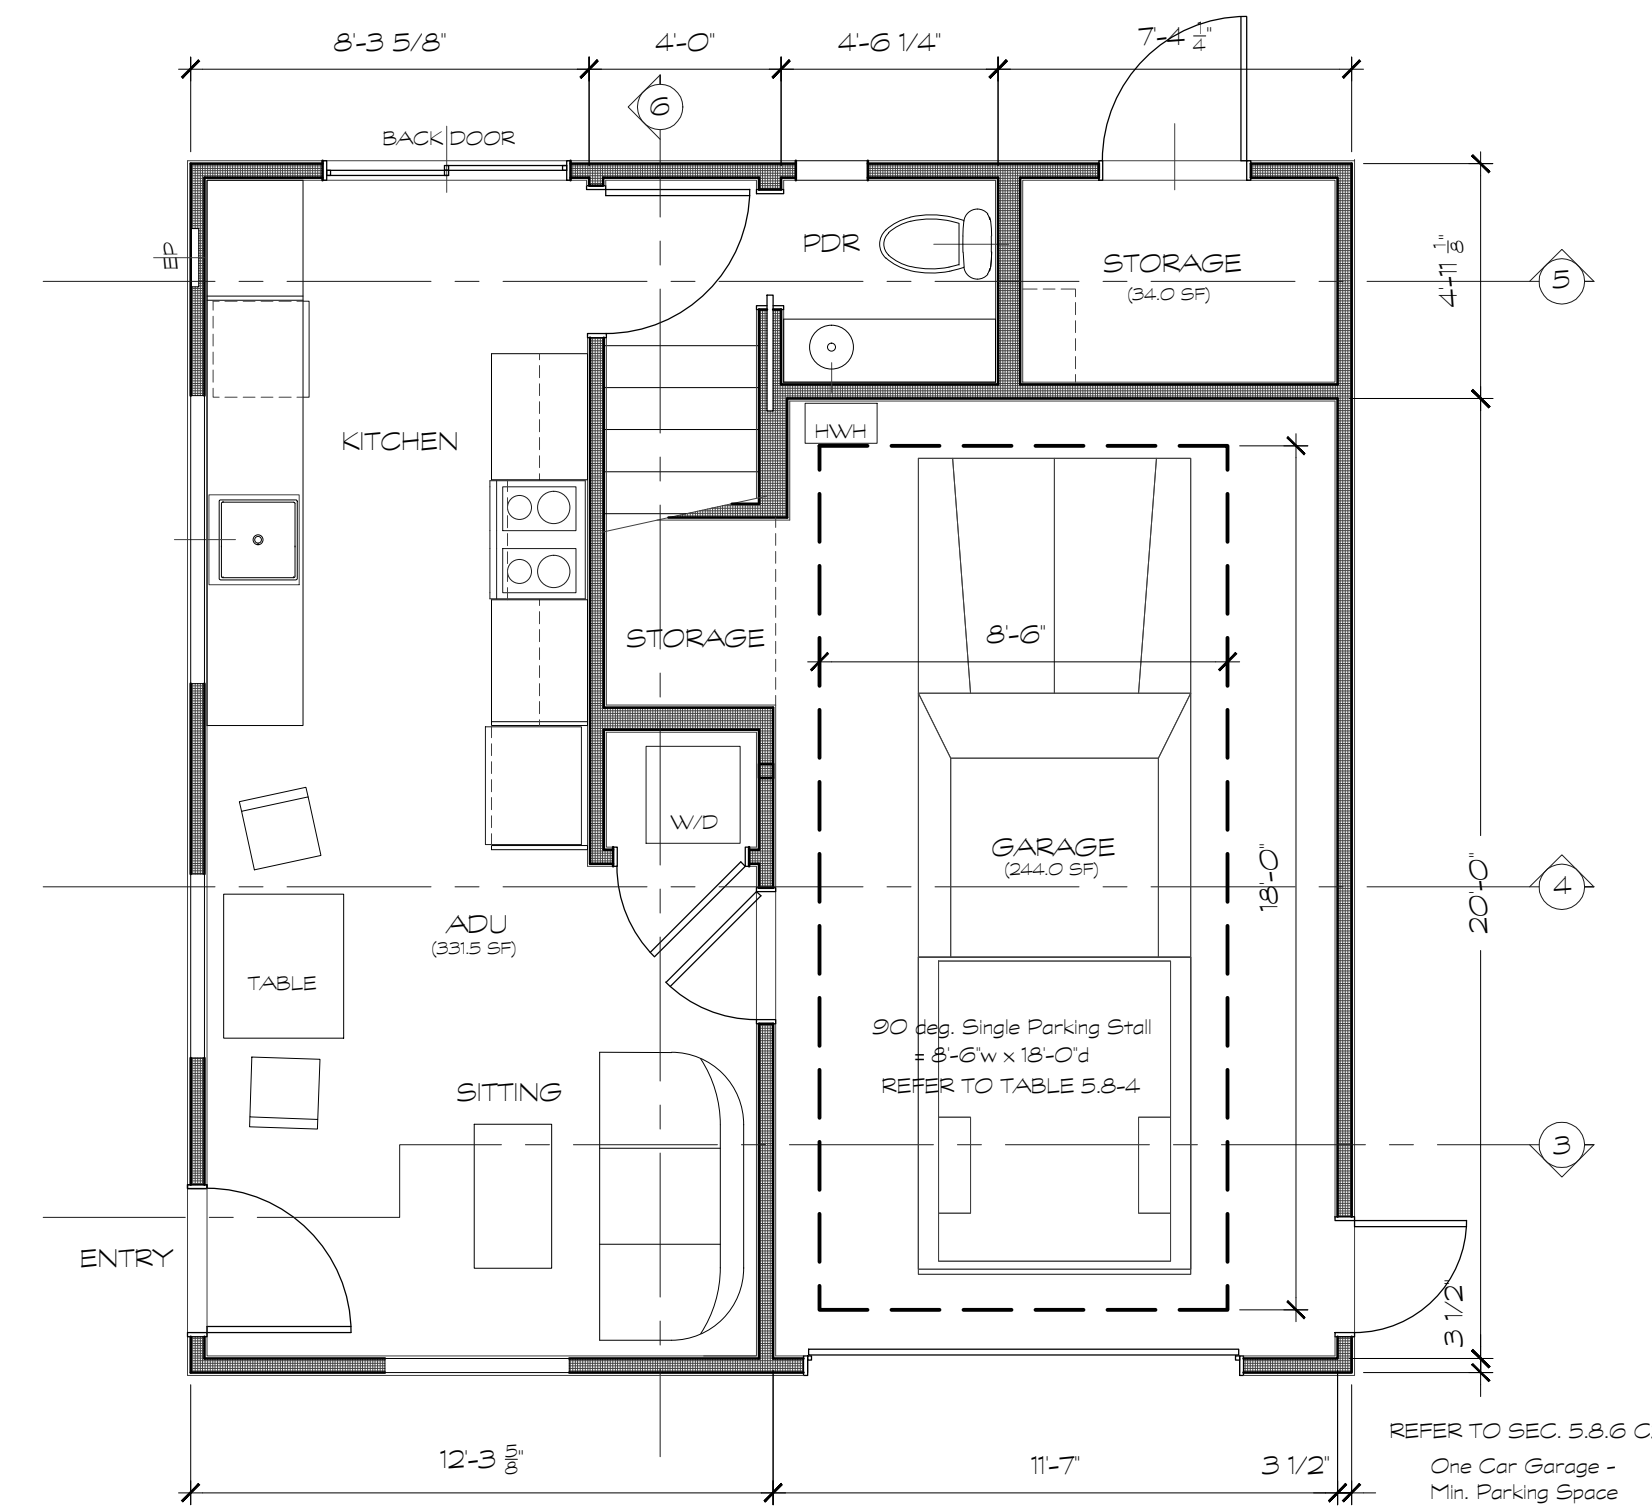 8'-3 5/8"
4'-0"
4'-6 1/4"
7'-4 1/4"
6
BACK DOOR
EP
PDR
STORAGE
(34.0 SF)
4'-11 1/8"
5
KITCHEN
HWH
8'-6"
STORAGE
W/D
GARAGE
(244.0 SF)
18'-0"
20'-0"
4
ADU
(331.5 SF)
TABLE
90 deg. Single Parking Stall
= 8'-6"w x 18'-0"d
REFER TO TABLE 5.8-4
SITTING
3
ENTRY
3 1/2"
12'-3 5/8"
11'-7"
3 1/2"
REFER TO SEC. 5.8.6 C
One Car Garage -
Min. Parking Space